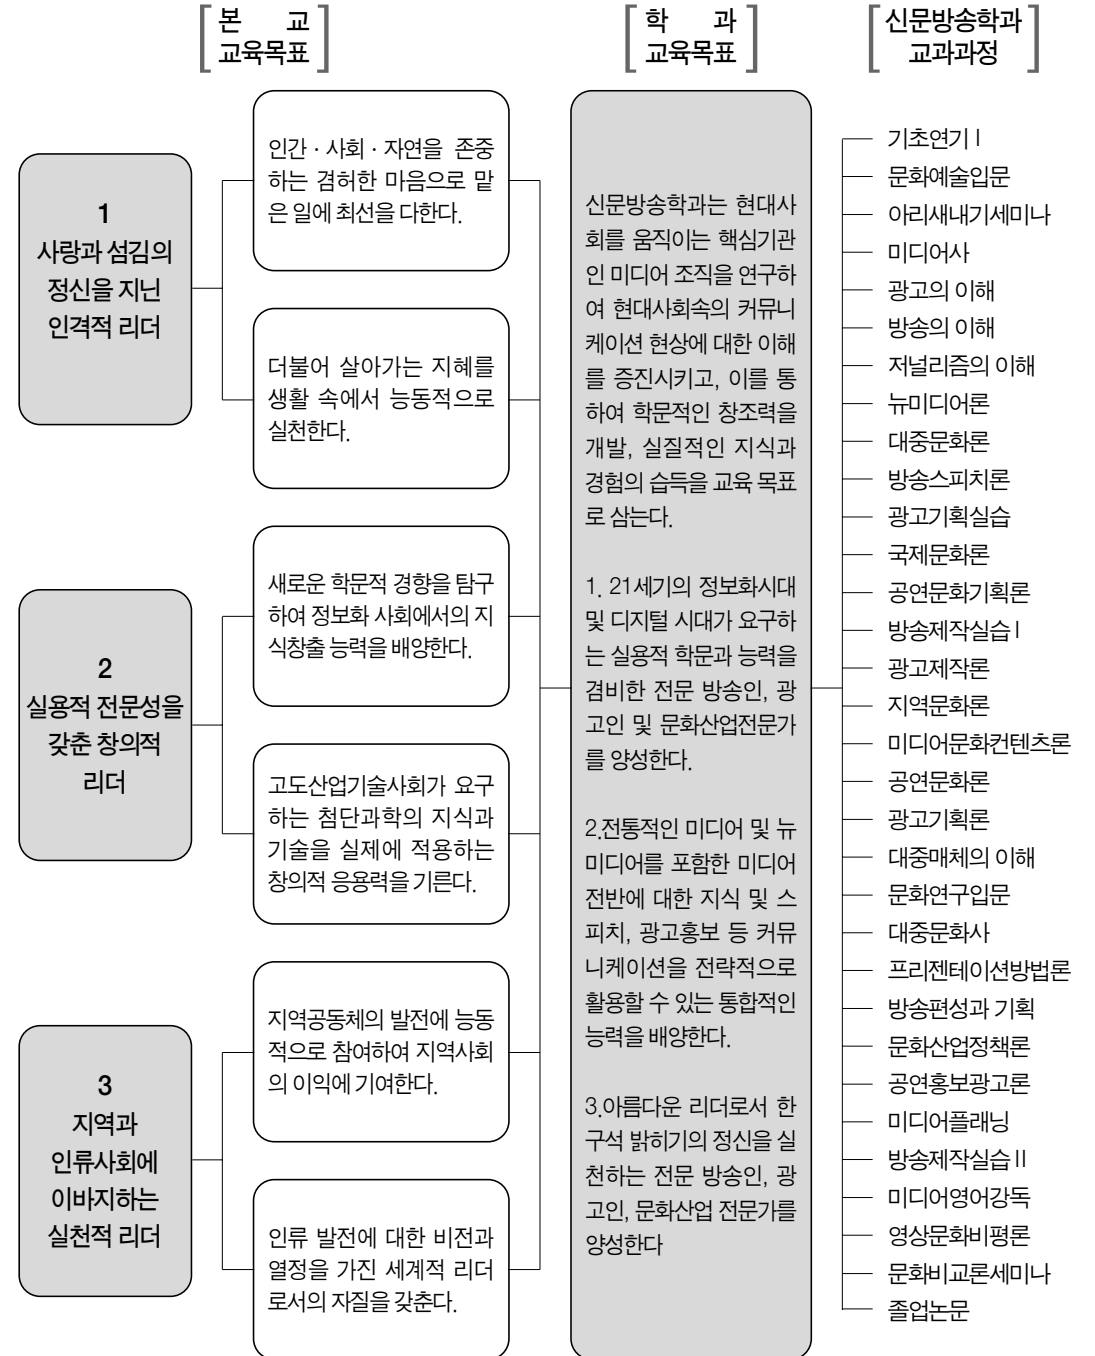 본 교
교육목표
학 과
교육목표
신문방송학과
교과과정
1
사랑과 섬김의
정신을 지닌
인격적 리더
인간 · 사회 · 자연을 존중
하는 겸허한 마음으로 맡
은 일에 최선을 다한다.
더불어 살아가는 지혜를
생활 속에서 능동적으로
실천한다.
2
실용적 전문성을
갖춘 창의적
리더
새로운 학문적 경향을 탐구
하여 정보화 사회에서의 지
식창출 능력을 배양한다.
고도산업기술사회가 요구
하는 첨단과학의 지식과
기술을 실제에 적용하는
창의적 응용력을 기른다.
3
지역과
인류사회에
이바지하는
실천적 리더
지역공동체의 발전에 능동
적으로 참여하여 지역사회
의 이익에 기여한다.
인류 발전에 대한 비전과
열정을 가진 세계적 리더
로서의 자질을 갖춘다.
신문방송학과는 현대사
회를 움직이는 핵심기관
인 미디어 조직을 연구하
여 현대사회속의 커뮤니
케이션 현상에 대한 이해
를 증진시키고, 이를 통
하여 학문적인 창조력을
개발, 실질적인 지식과
경험의 습득을 교육 목표
로 삼는다.
1. 21세기의 정보화시대
및 디지털 시대가 요구하
는 실용적 학문과 능력을
겸비한 전문 방송인, 광
고인 및 문화산업전문가
를 양성한다.
2.전통적인 미디어 및 뉴
미디어를 포함한 미디어
전반에 대한 지식 및 스
피치, 광고홍보 등 커뮤
니케이션을 전략적으로
활용할 수 있는 통합적인
능력을 배양한다.
3.아름다운 리더로서 한
구석 밝히기의 정신을 실
천하는 전문 방송인, 광
고인, 문화산업 전문가를
양성한다
기초연기Ⅰ
문화예술입문
아리새내기세미나
미디어사
광고의 이해
방송의 이해
저널리즘의 이해
뉴미디어론
대중문화론
방송스피치론
광고기획실습
국제문화론
공연문화기획론
방송제작실습Ⅰ
광고제작론
지역문화론
미디어문화컨텐츠론
공연문화론
광고기획론
대중매체의 이해
문화연구입문
대중문화사
프리젠테이션방법론
방송편성과 기획
문화산업정책론
공연홍보광고론
미디어플래닝
방송제작실습Ⅱ
미디어영어강독
영상문화비평론
문화비교론세미나
졸업논문